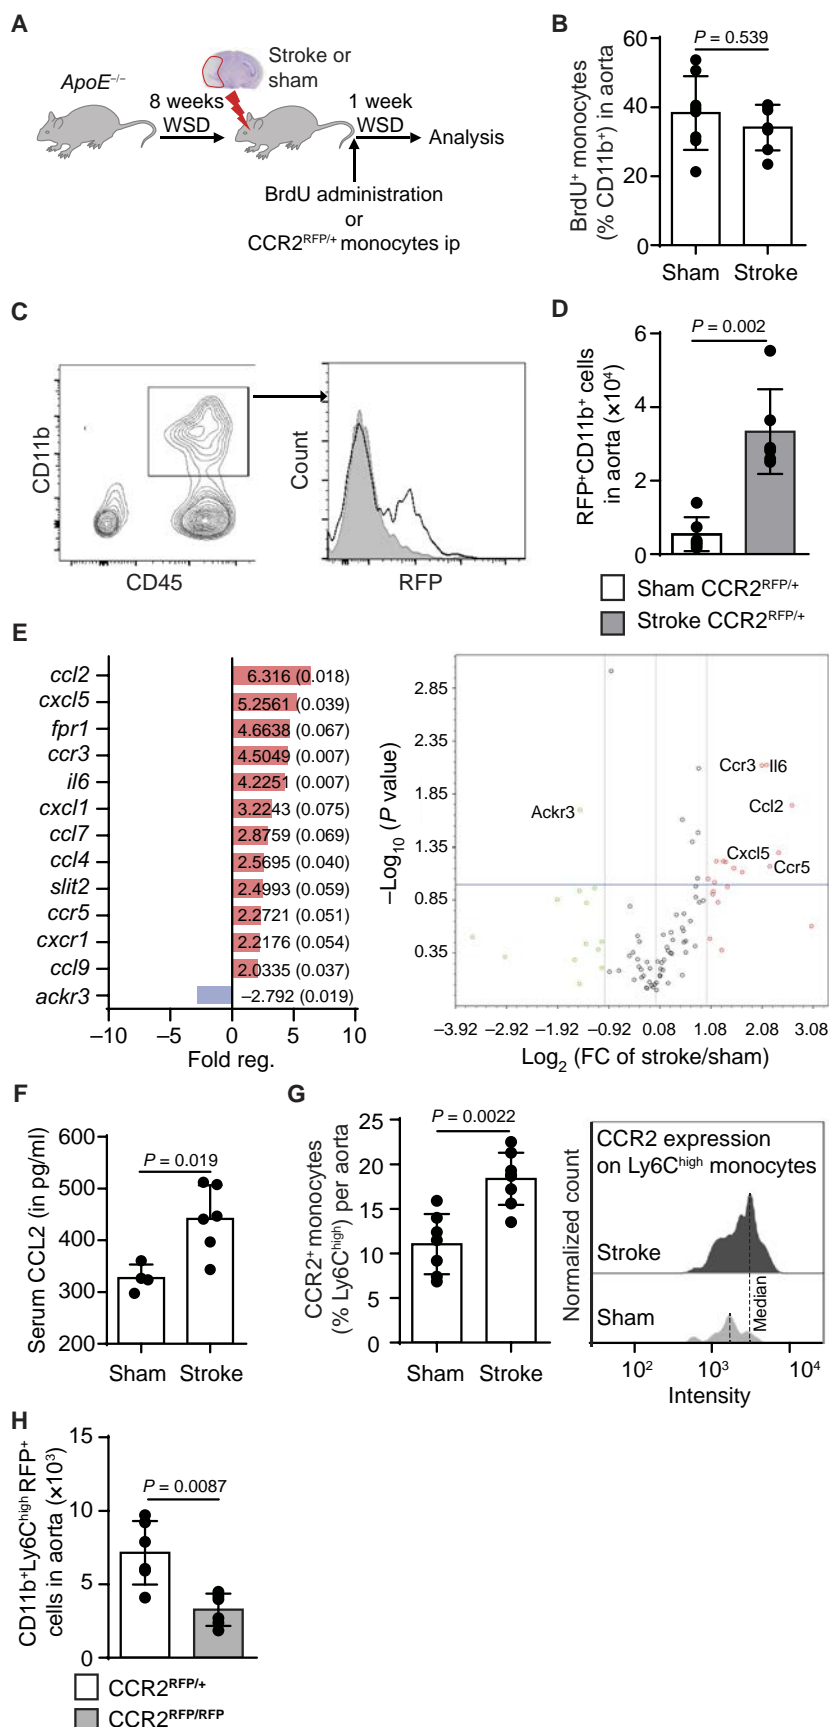 A
ApoE–/–
8 weeks
WSD
Stroke or
sham
1 week
WSD
Analysis
BrdU administration
or
CCR2RFP/+ monocytes ip
B
BrdU+ monocytes
(% CD11b+) in aorta
60
40
20
0
P = 0.539
Sham
Stroke
C
CD11b
CD45
Count
RFP
D
RFP+CD11b+ cells
in aorta (×10⁴)
6
4
2
0
P = 0.002
Sham CCR2RFP/+
Stroke CCR2RFP/+
E
ccl2 6.316 (0.018)
cxcl5 5.2561 (0.039)
fpr1 4.6638 (0.067)
ccr3 4.5049 (0.007)
il6 4.2251 (0.007)
cxcl1 3.2243 (0.075)
ccl7 2.8759 (0.069)
ccl4 2.5695 (0.040)
slit2 2.4993 (0.059)
ccr5 2.2721 (0.051)
cxcr1 2.2176 (0.054)
ccl9 2.0335 (0.037)
ackr3 –2.792 (0.019)
–10 –5 0 5 10
Fold reg.
–Log10 (P value)
2.85
2.35
1.85
1.35
0.85
0.35
Ccr3
Il6
Ackr3
Ccl2
Cxcl5
Ccr5
–3.92 –2.92 –1.92 –0.92 0.08 1.08 2.08 3.08
Log2 (FC of stroke/sham)
F
Serum CCL2 (in pg/ml)
600
500
400
300
200
P = 0.019
Sham
Stroke
G
CCR2+ monocytes
(% Ly6Chigh) per aorta
25
20
15
10
5
0
P = 0.0022
Sham
Stroke
Normalized count
CCR2 expression
on Ly6Chigh monocytes
Stroke
Sham
Median
10² 10³ 10⁴
Intensity
H
CD11b+Ly6Chigh RFP+
cells in aorta (×10³)
15
10
5
0
P = 0.0087
CCR2RFP/+
CCR2RFP/RFP